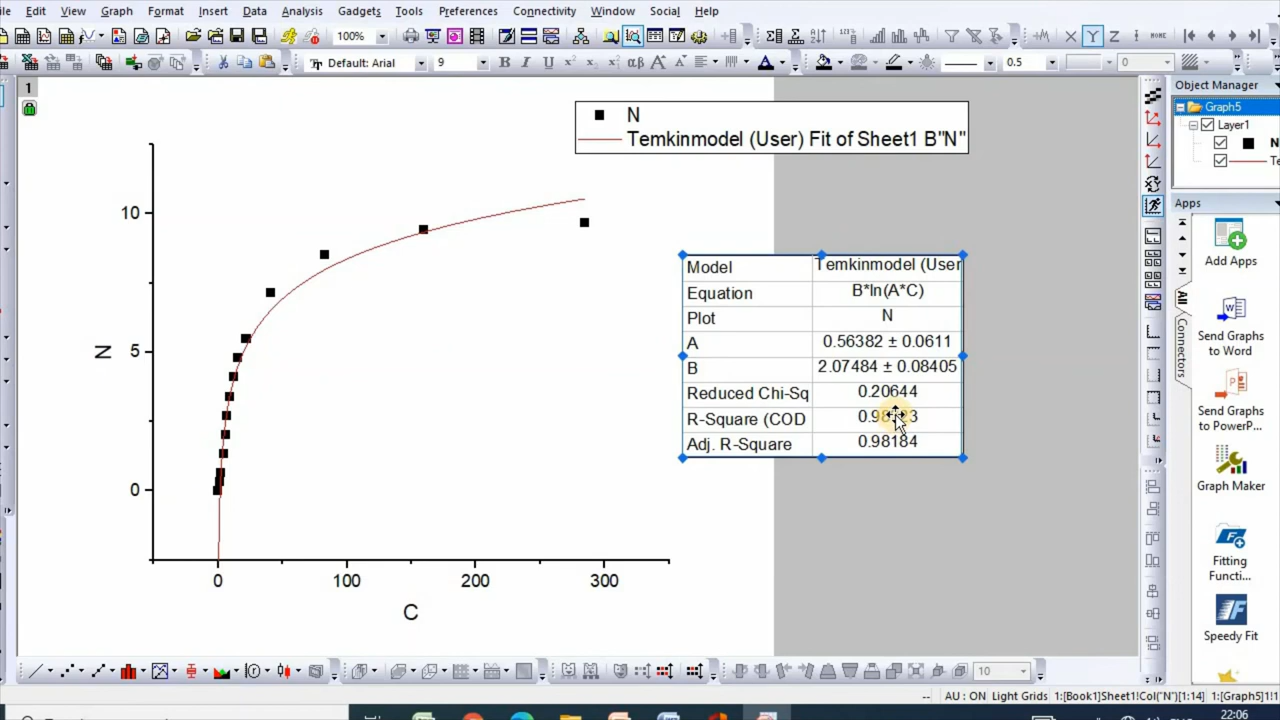 Edit View Graph Format Insert Data Analysis Gadgets Tools Preferences Connectivity Window Social Help
100%
Default: Arial 9 B I U 0.5 0
1
N
Temkinmodel (User) Fit of Sheet1 B"N"
Object Manager
Graph5
Layer1
Apps
Add Apps
Send Graphs
to Word
Send Graphs
to PowerP...
Graph Maker
Fitting
Functi...
Speedy Fit
All
Connectors
10
5
0
N
0 100 200 300
C
Model Temkinmodel (User
Equation B*ln(A*C)
Plot N
A 0.56382 ± 0.0611
B 2.07484 ± 0.08405
Reduced Chi-Sq 0.20644
R-Square (COD
Adj. R-Square 0.98184
10
AU : ON Light Grids 1:[Book1]Sheet1!Col("N")[1:14] 1:[Graph5]1!1
22:06